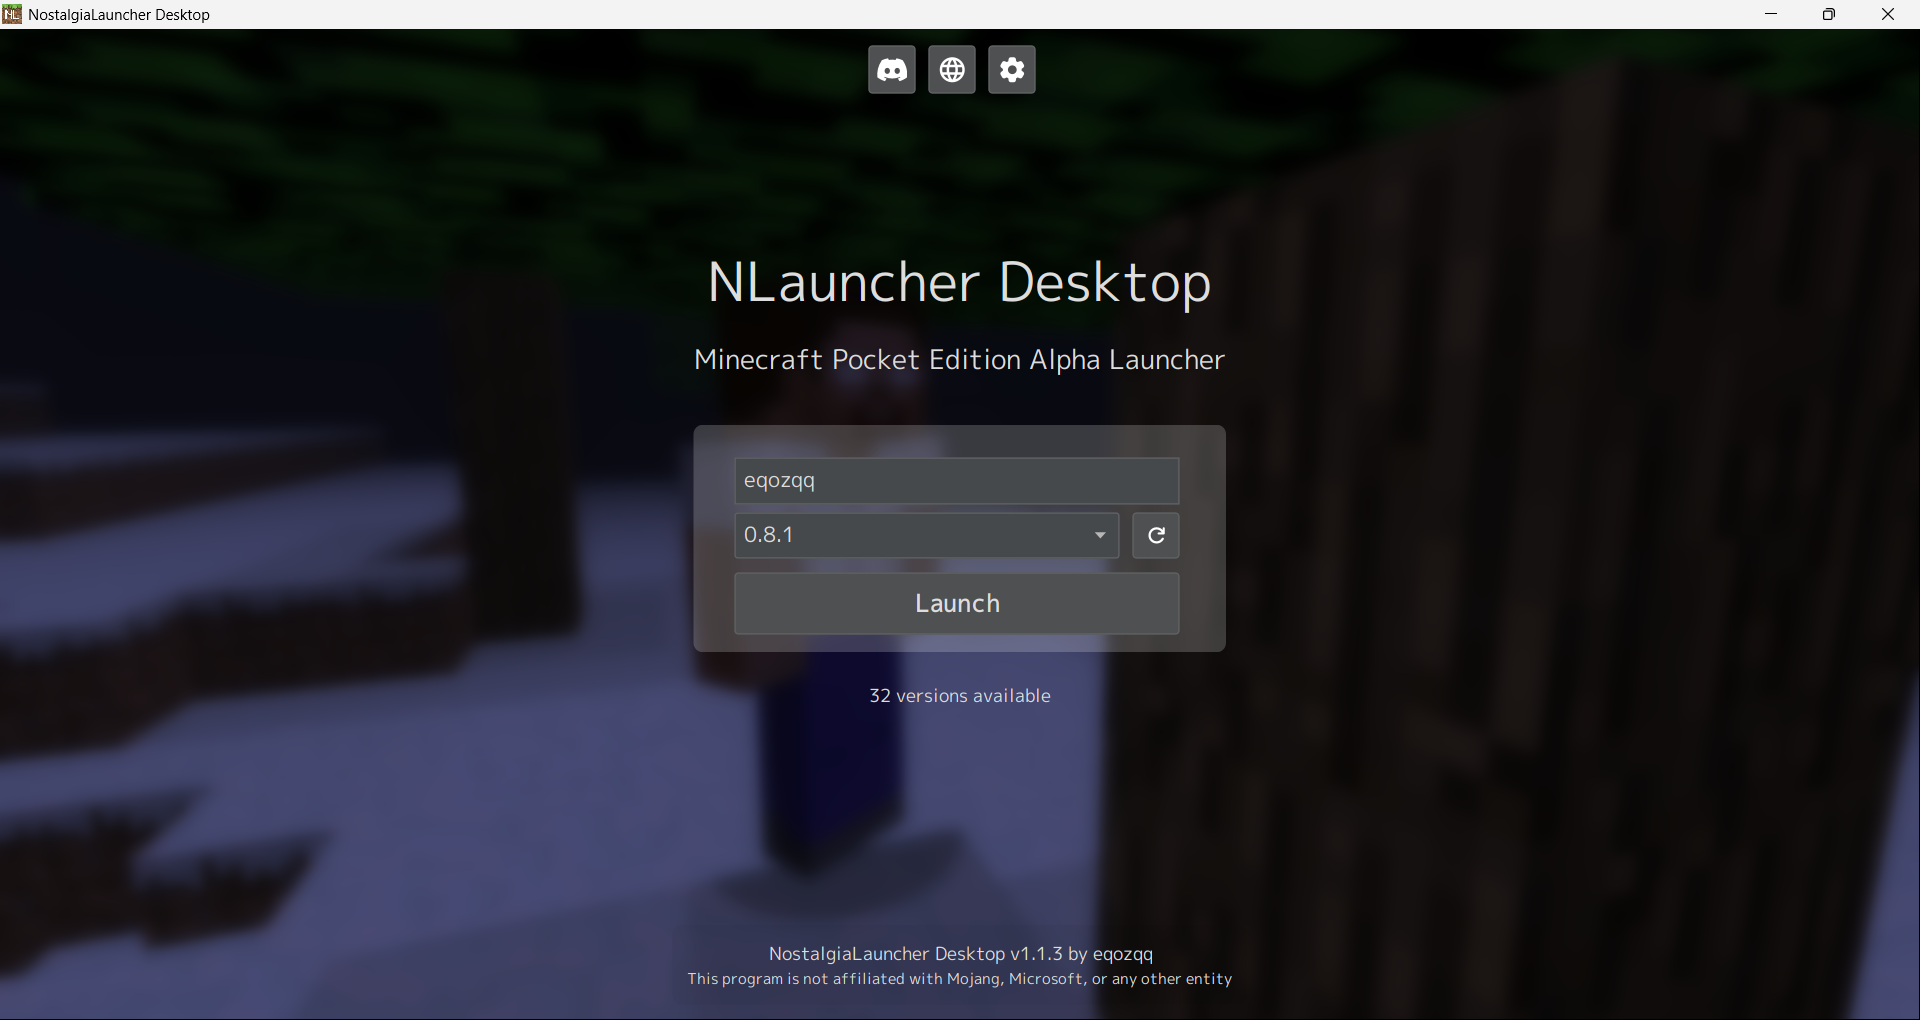 NL
NostalgiaLauncher Desktop
NLauncher Desktop
Minecraft Pocket Edition Alpha Launcher
eqozqq
0.8.1
Launch
32 versions available
NostalgiaLauncher Desktop v1.1.3 by eqozqq
This program is not affiliated with Mojang, Microsoft, or any other entity